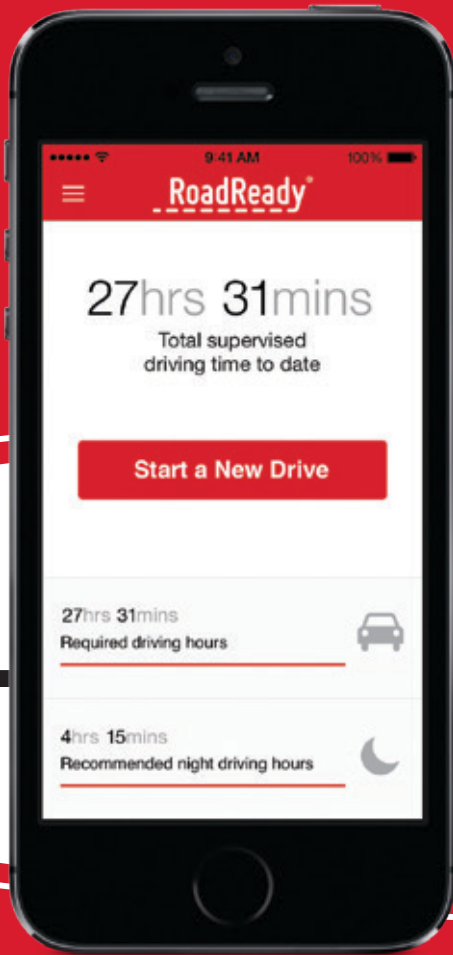 9:41 AM
100%
RoadReady®
27hrs 31mins
Total supervised
driving time to date
Start a New Drive
27hrs 31mins
Required driving hours
4hrs 15mins
Recommended night driving hours